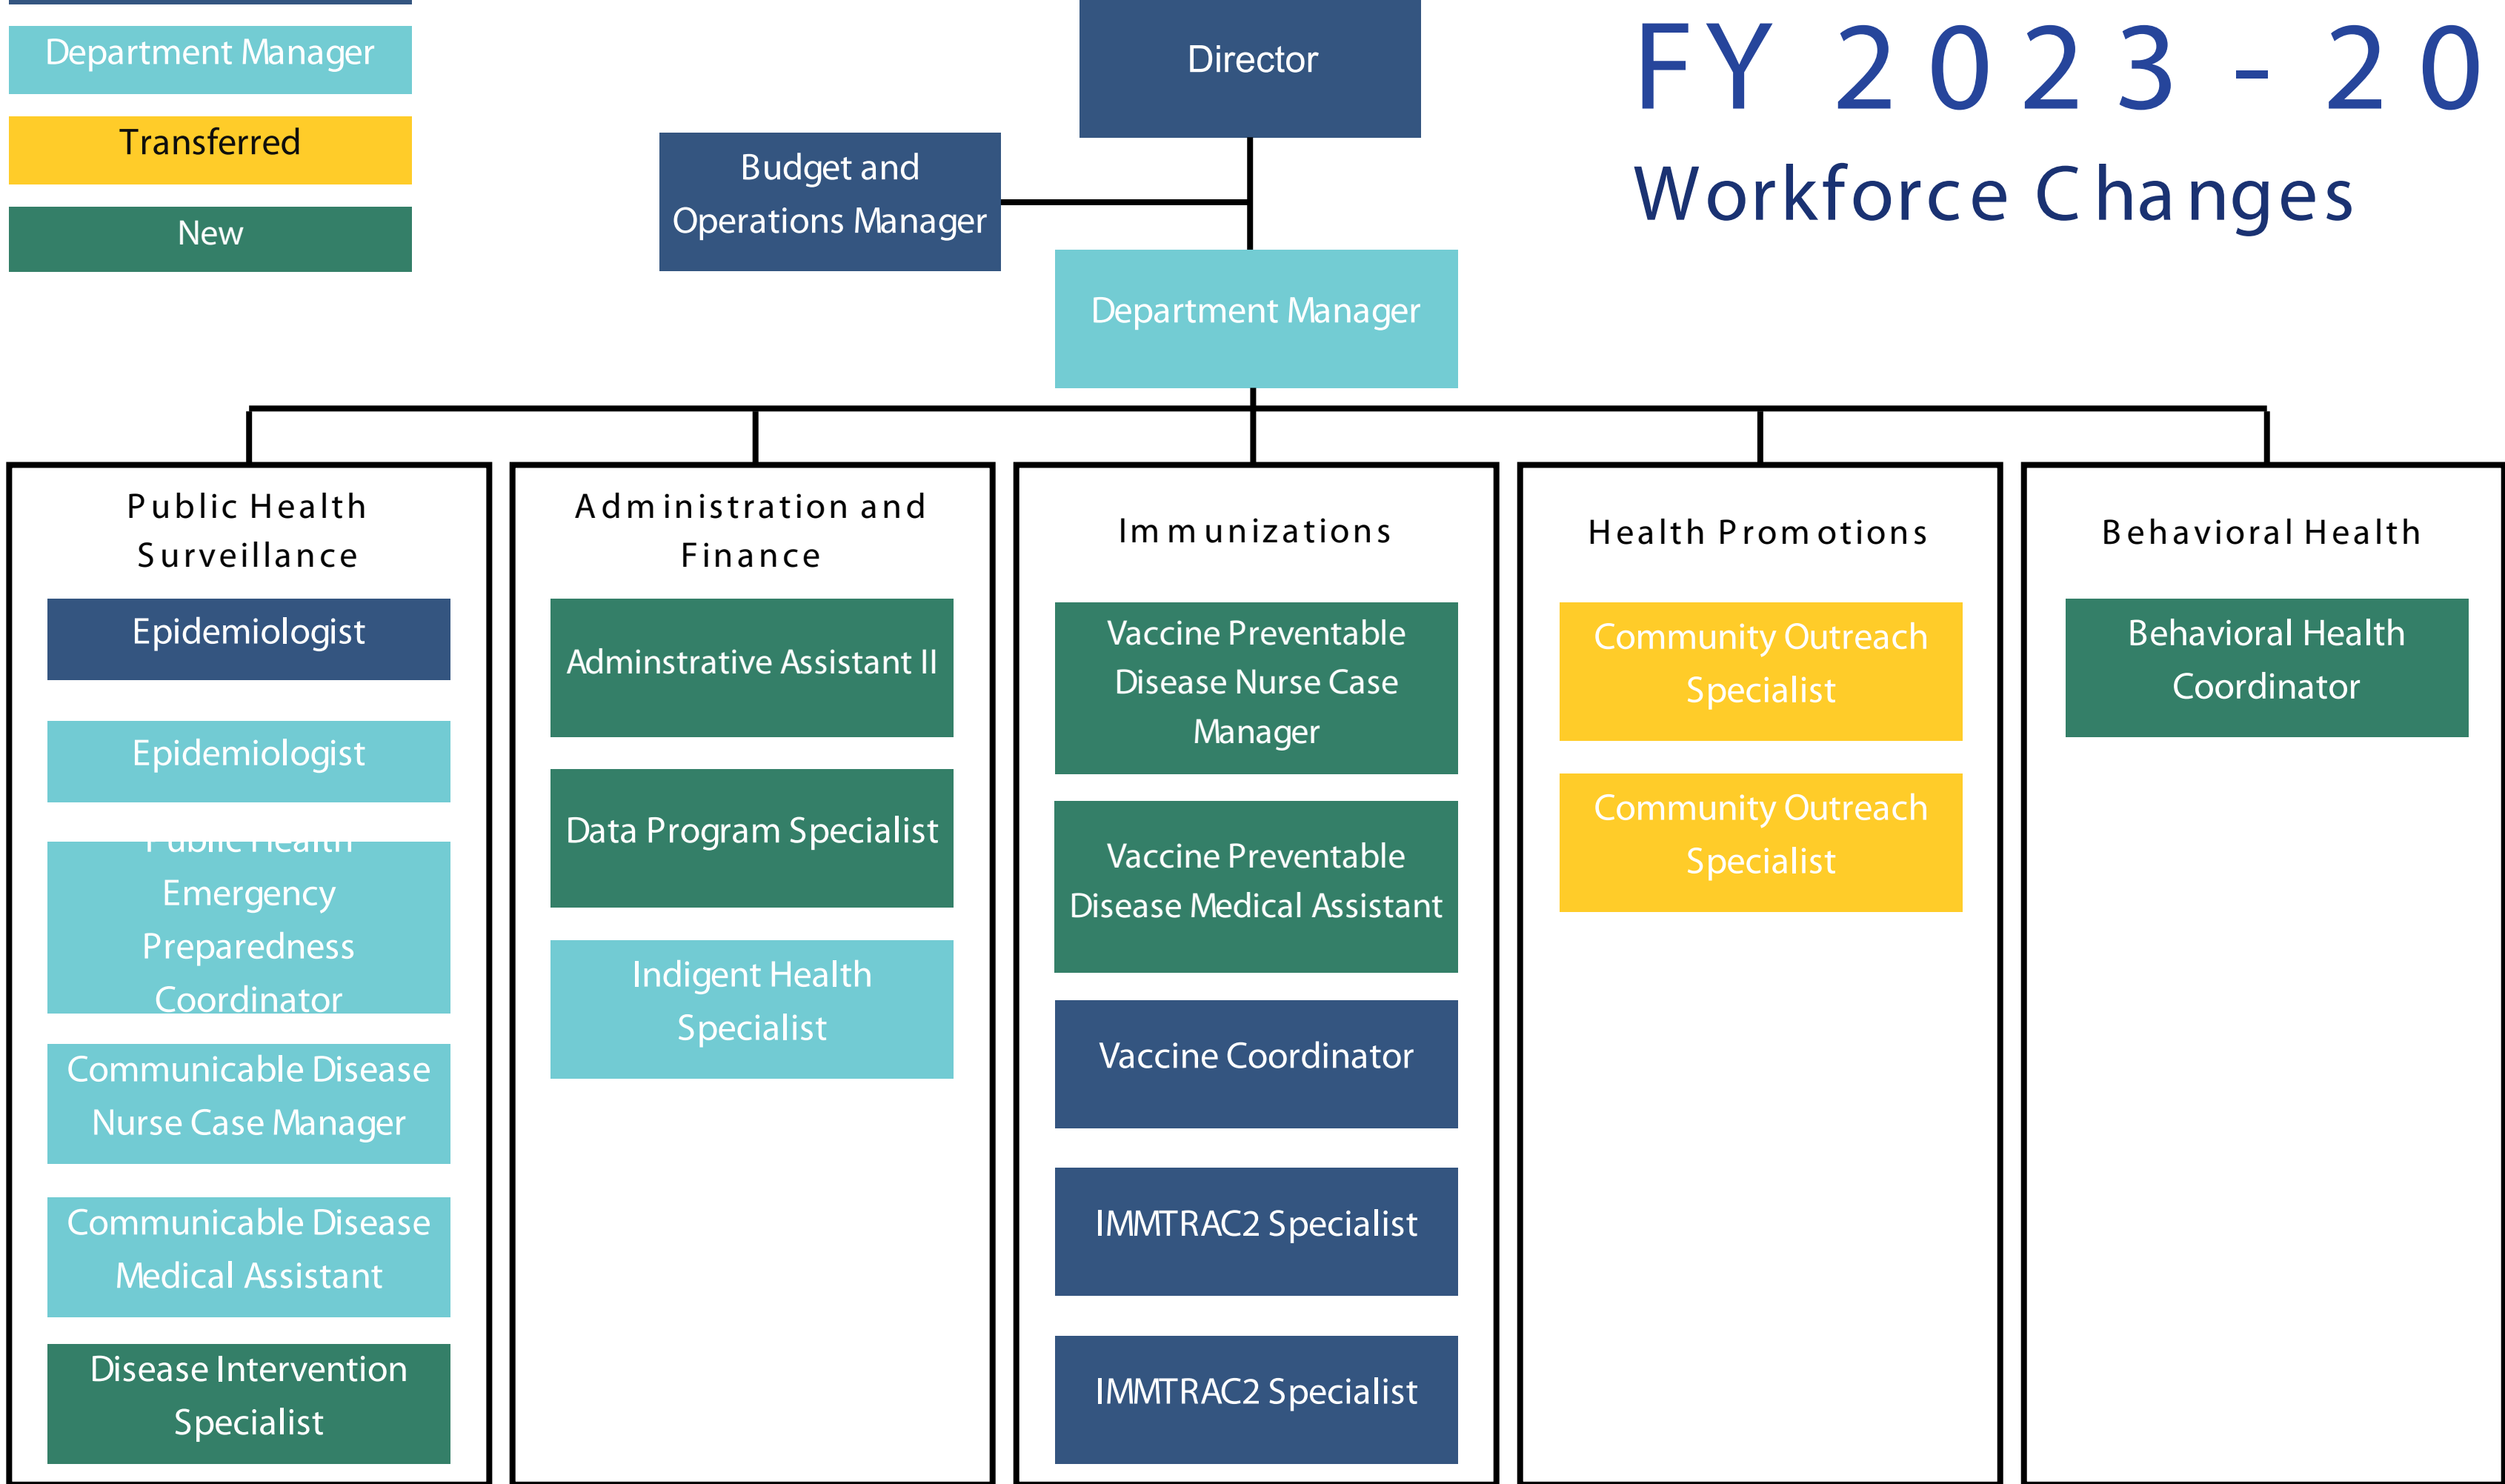 Department Manager
Transferred
New
Director
Budget and
Operations Manager
Department Manager
FY 2023-20
Workforce Changes
Public Health
Surveillance
Epidemiologist
Epidemiologist
Public Health
Emergency
Preparedness
Coordinator
Communicable Disease
Nurse Case Manager
Communicable Disease
Medical Assistant
Disease Intervention
Specialist
Administration and
Finance
Adminstrative Assistant II
Data Program Specialist
Indigent Health
Specialist
Immunizations
Vaccine Preventable
Disease Nurse Case
Manager
Vaccine Preventable
Disease Medical Assistant
Vaccine Coordinator
IMMTRAC2 Specialist
IMMTRAC2 Specialist
Health Promotions
Community Outreach
Specialist
Community Outreach
Specialist
Behavioral Health
Behavioral Health
Coordinator